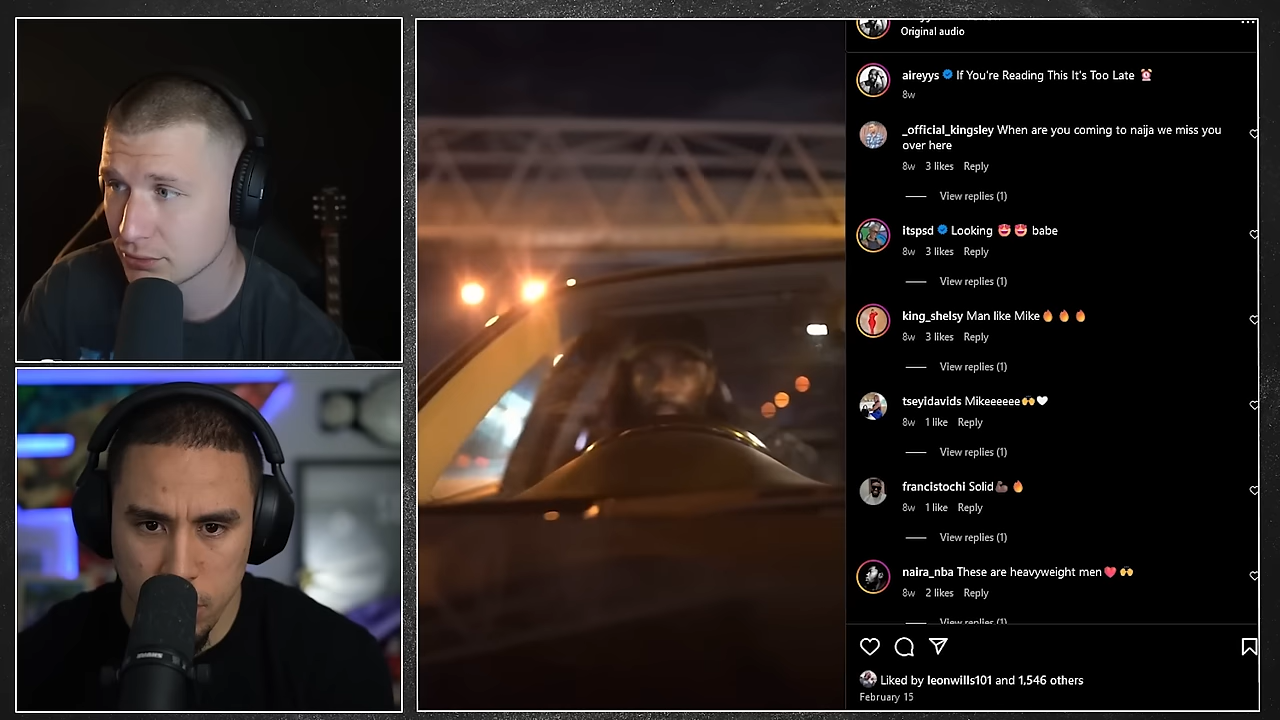 Original audio
aireyys If You're Reading This It's Too Late ⏰
8w
_official_kingsley When are you coming to naija we miss you
over here
8w 3 likes Reply
View replies (1)
itspsd Looking 😍😍 babe
8w 3 likes Reply
View replies (1)
king_shelsy Man like Mike🔥🔥🔥
8w 3 likes Reply
View replies (1)
tseyidavids Mikeeeeee🙌🤍
8w 1 like Reply
View replies (1)
francistochi Solid💪🏿🔥
8w 1 like Reply
View replies (1)
naira_nba These are heavyweight men❤️🙌
8w 2 likes Reply
View replies (1)
Liked by leonwills101 and 1,546 others
February 15